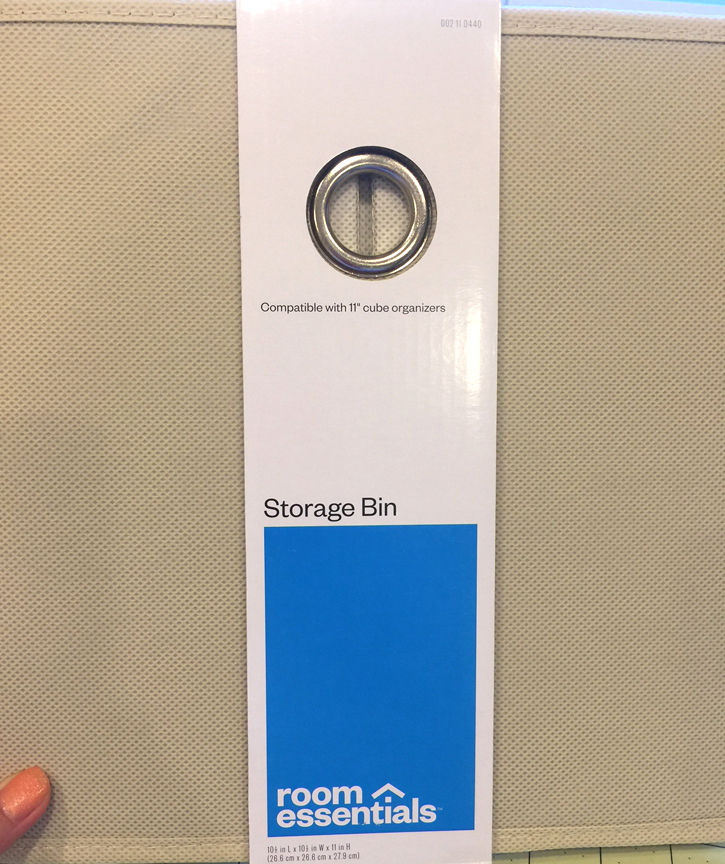 002 11 0440
Compatible with 11" cube organizers
Storage Bin
room
essentials™
10½ in L x 10½ in W x 11 in H
(26.6 cm x 26.6 cm x 27.9 cm)